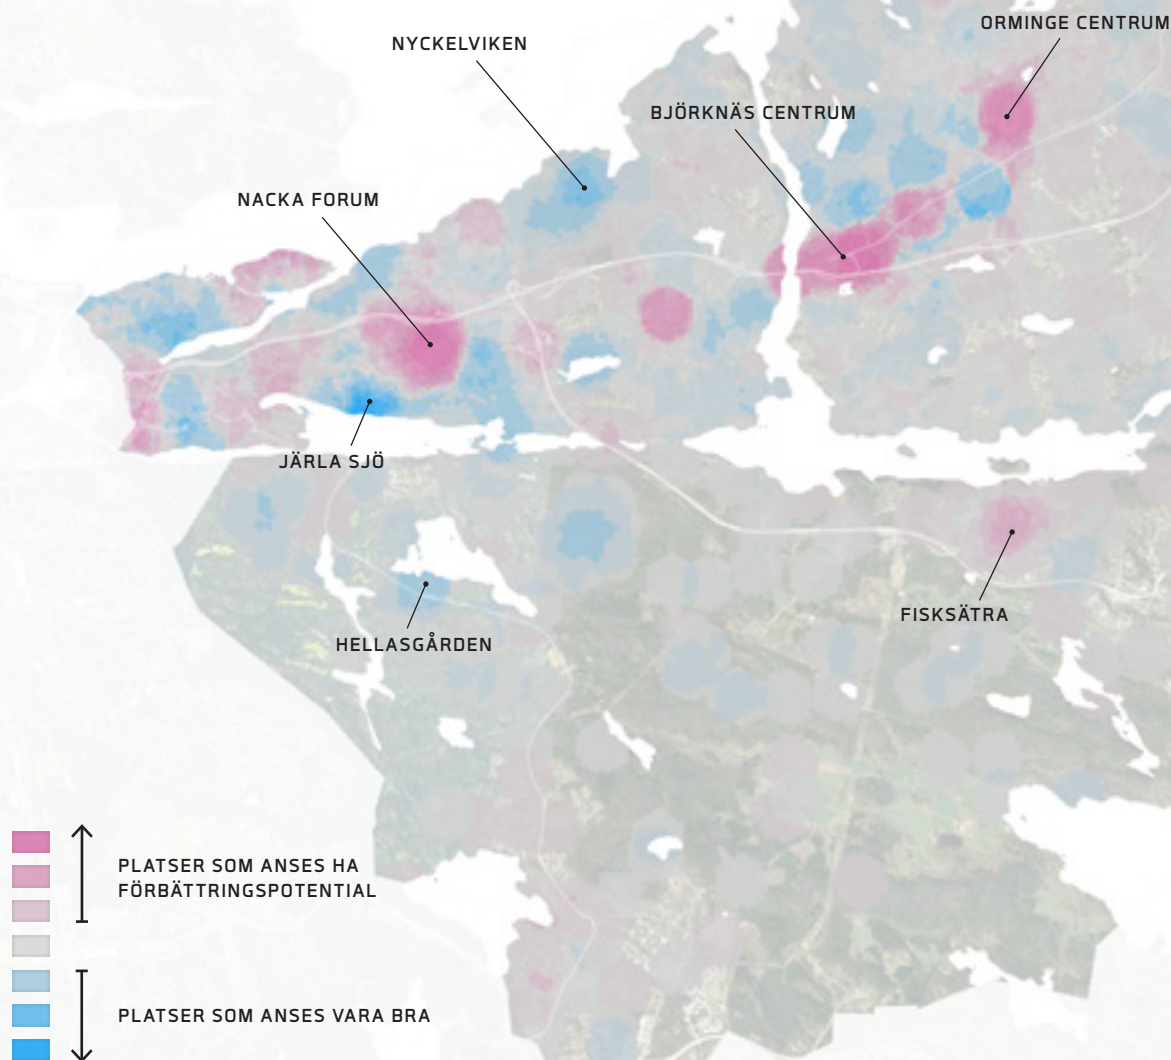 ORMINGE CENTRUM
NYCKELVIKEN
BJÖRKNÄS CENTRUM
NACKA FORUM
JÄRLA SJÖ
FISKSÄTRA
HELLASGÅRDEN
PLATSER SOM ANSES HA
FÖRBÄTTRINGSPOTENTIAL
PLATSER SOM ANSES VARA BRA